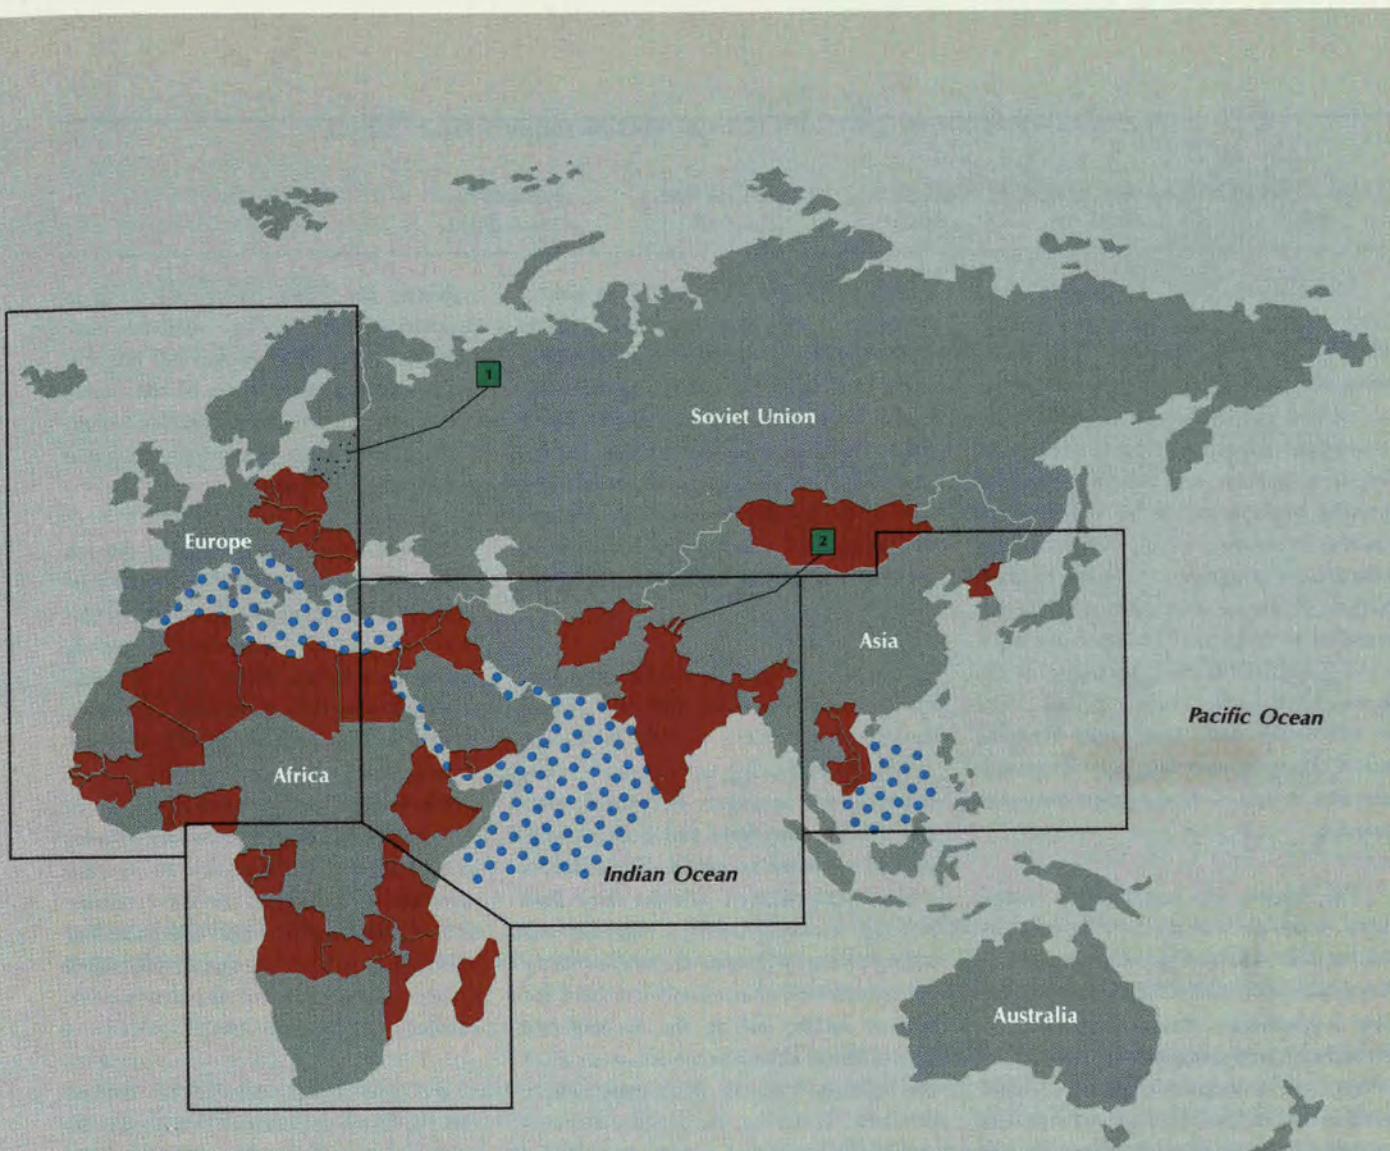 1
Soviet Union
Europe
2
Asia
Pacific Ocean
Africa
Indian Ocean
Australia